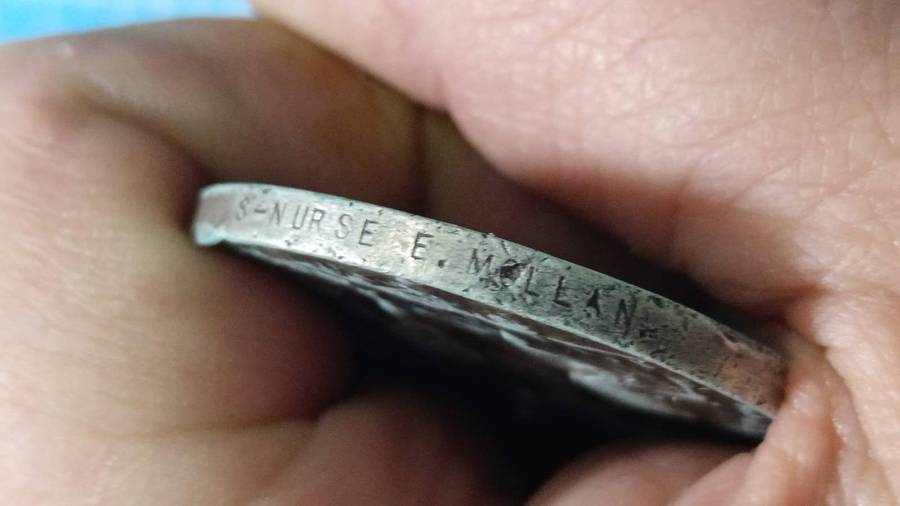 S-NURSE E. MCLLAN.